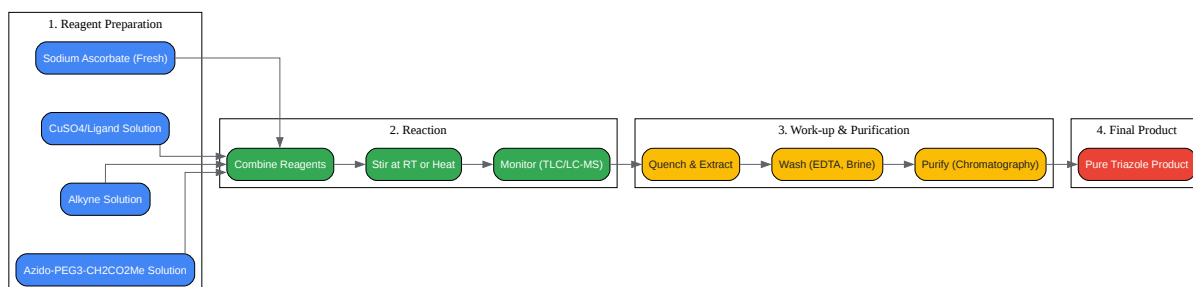 1. Reagent Preparation
Sodium Ascorbate (Fresh)
CuSO4/Ligand Solution
Alkyne Solution
Azido-PEG3-CH2CO2Me Solution
2. Reaction
Combine Reagents
Stir at RT or Heat
Monitor (TLC/LC-MS)
3. Work-up & Purification
Quench & Extract
Wash (EDTA, Brine)
Purify (Chromatography)
4. Final Product
Pure Triazole Product